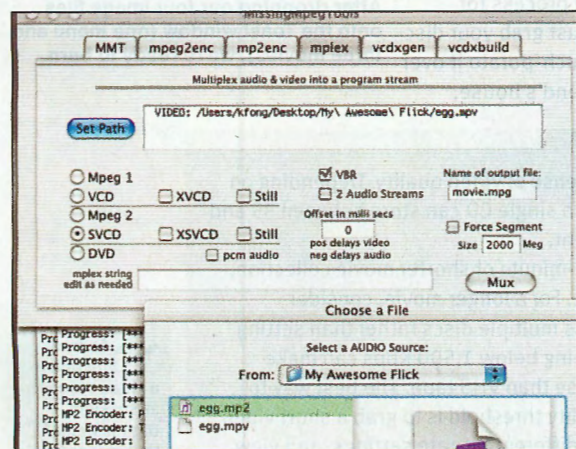 MissingMpegTools
MMT mpeg2enc mp2enc mplex vcdxgen vcdxbuild
Multiplex audio & video into a program stream
Set Path
VIDEO: /Users/kfong/Desktop/My\ Awesome\ Flick/egg.mpv
Mpeg 1
VCD XVCD Still
Mpeg 2
SVCD XSVCD Still
DVD pcm audio
VBR
2 Audio Streams
Offset in milli secs
0
pos delays video
neg delays audio
Name of output file:
movie.mpg
Force Segment
Size 2000 Meg
mplex string
edit as needed
Mux
Choose a File
Select a AUDIO Source:
From: My Awesome Flick
egg.mp2
egg.mpv
Progress: [***
Progress: [***
Progress: [***
Progress: [***
Progress: [***
MP2 Encoder: P
MP2 Encoder: T
MP2 Encoder: